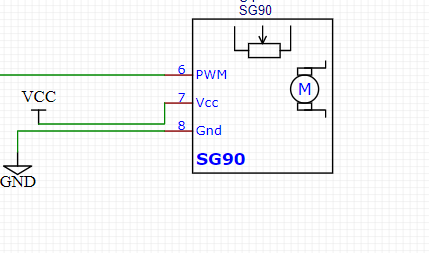 SG90
6 PWM
VCC
7 Vcc
M
8 Gnd
SG90
GND